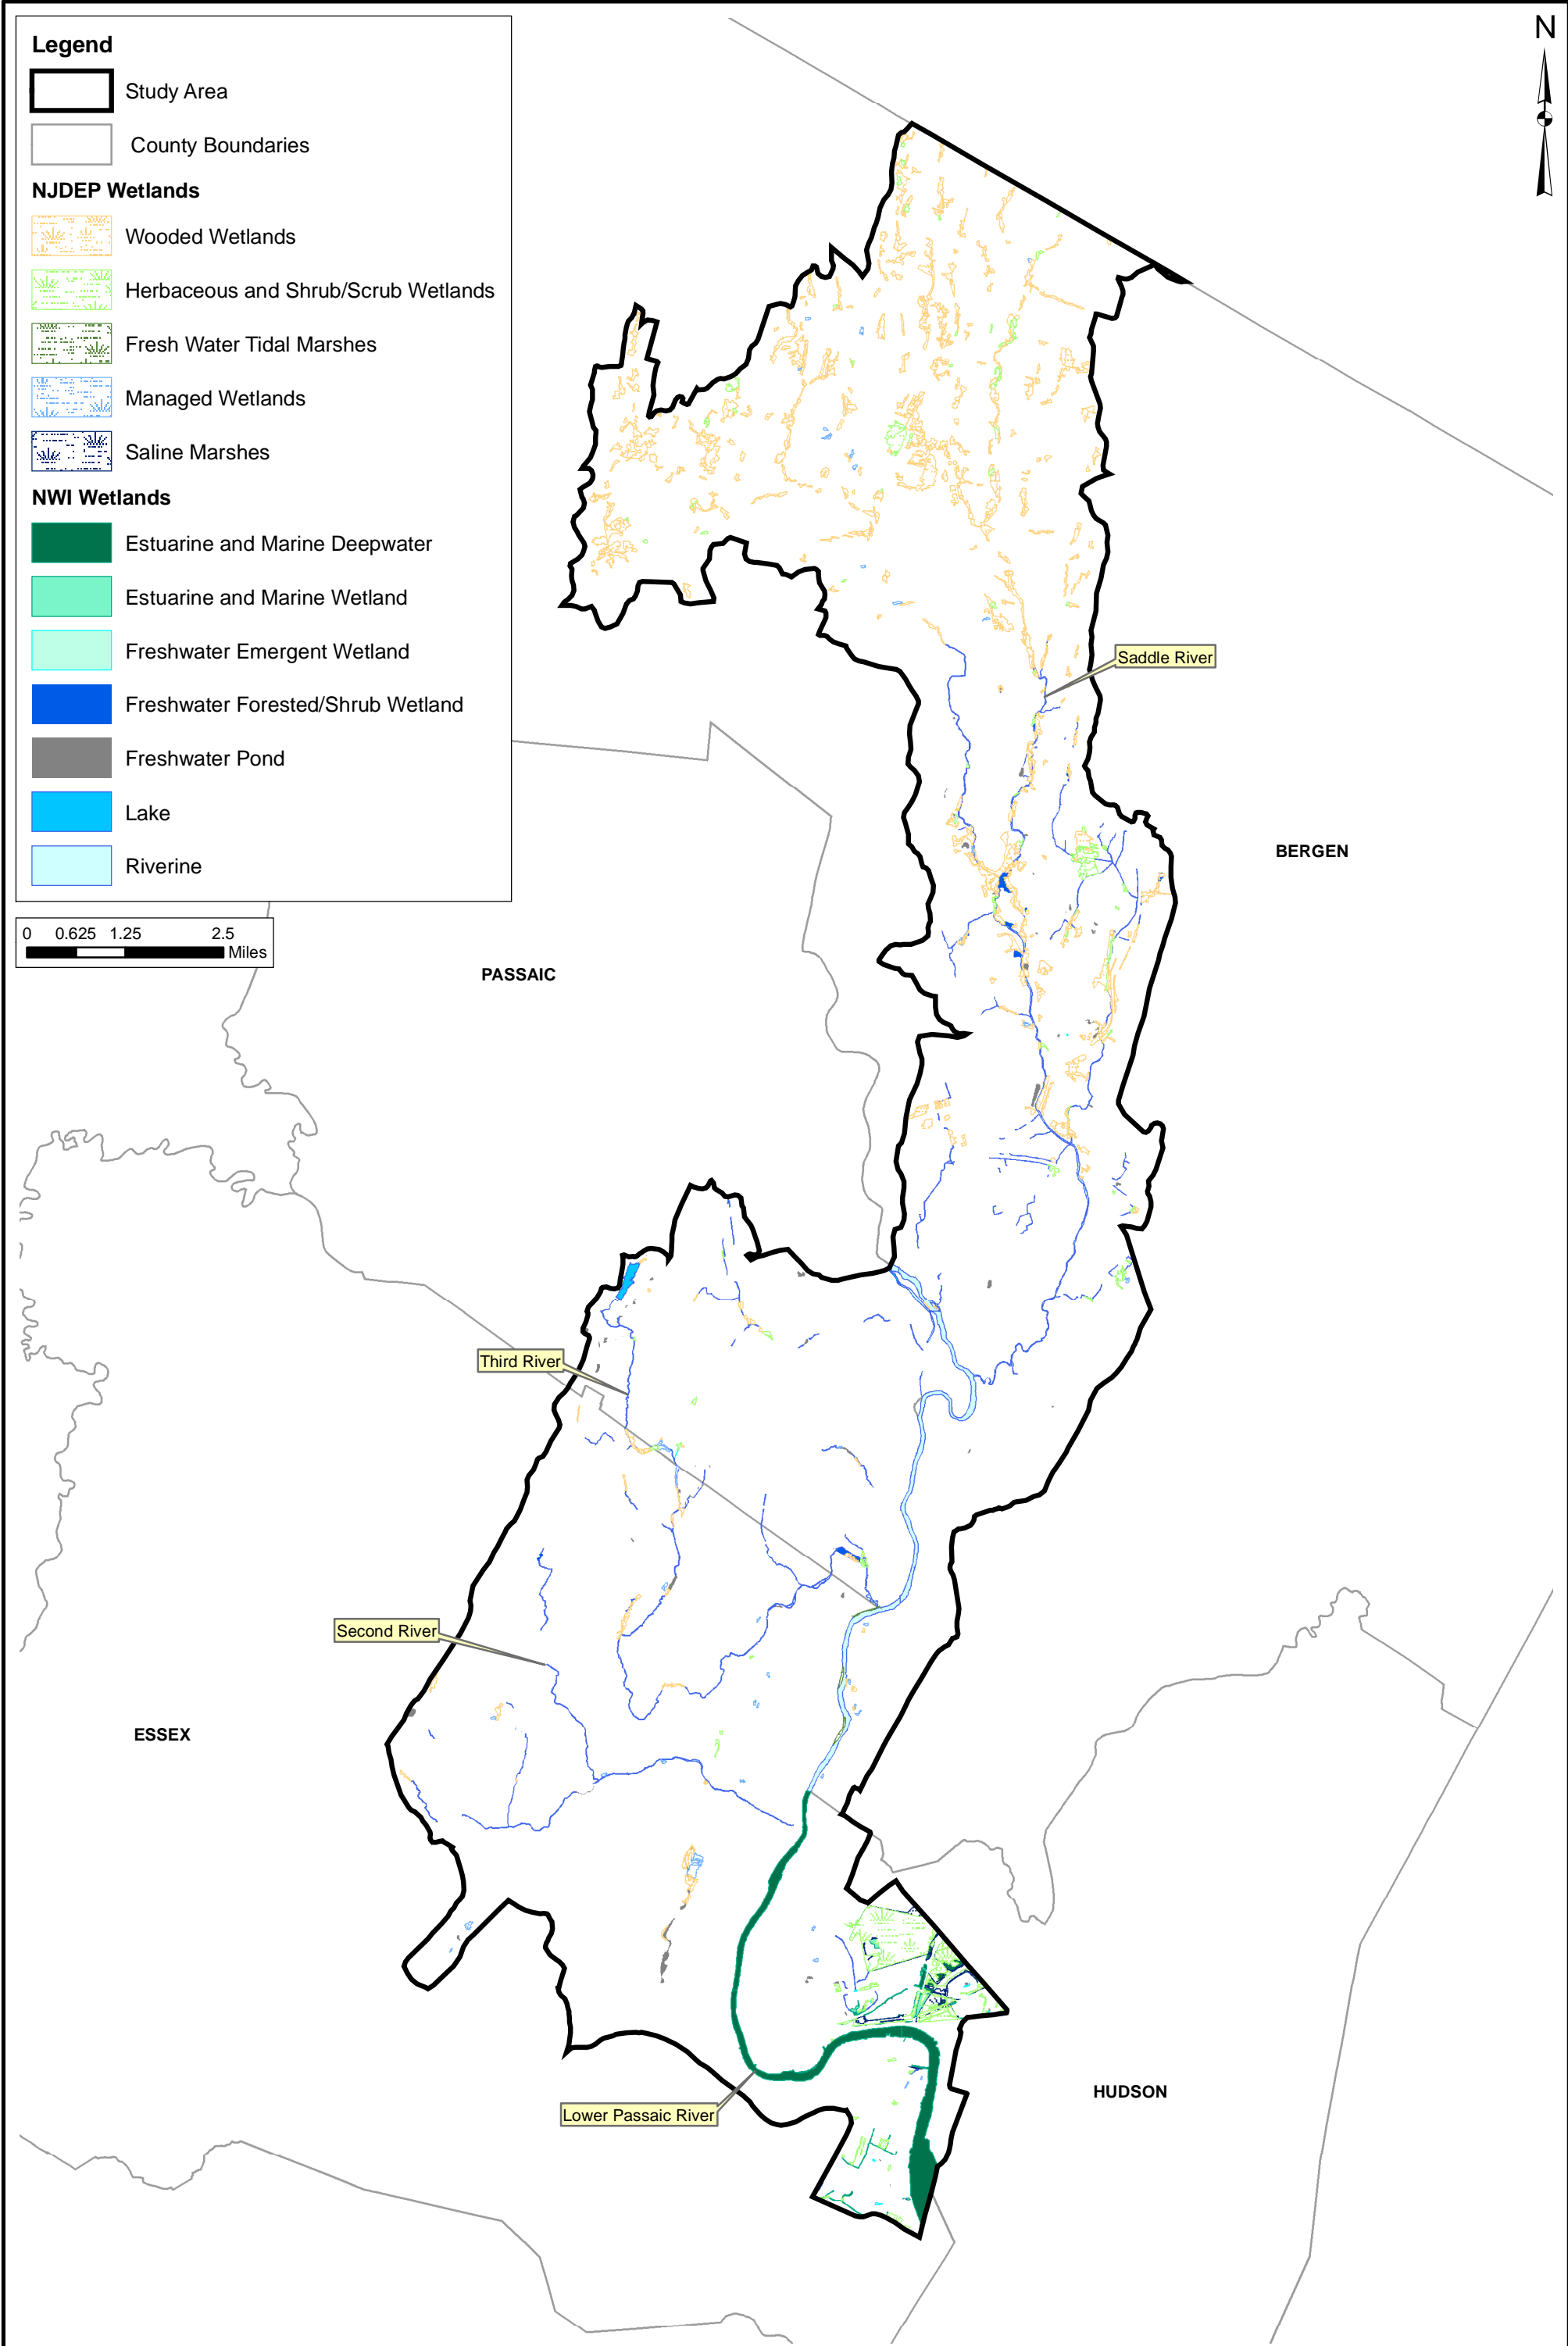 Legend
Study Area
County Boundaries
NJDEP Wetlands
Wooded Wetlands
Herbaceous and Shrub/Scrub Wetlands
Fresh Water Tidal Marshes
Managed Wetlands
Saline Marshes
NWI Wetlands
Estuarine and Marine Deepwater
Estuarine and Marine Wetland
Freshwater Emergent Wetland
Freshwater Forested/Shrub Wetland
Freshwater Pond
Lake
Riverine
0 0.625 1.25 2.5
Miles
N
Saddle River
BERGEN
PASSAIC
Third River
Second River
ESSEX
HUDSON
Lower Passaic River